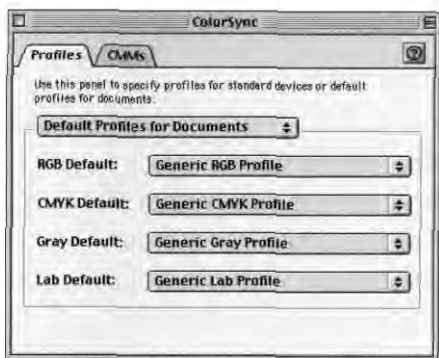 ColorSync
Profiles CMMs
Use this panel to specify profiles for standard devices or default
profiles for documents.
Default Profiles for Documents
RGB Default: Generic RGB Profile
CMYK Default: Generic CMYK Profile
Gray Default: Generic Gray Profile
Lab Default: Generic Lab Profile